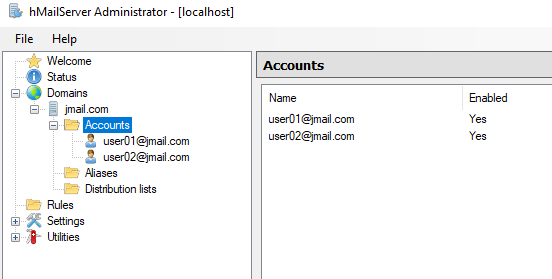 hMailServer Administrator - [localhost]
File Help
Welcome
Status
Domains
jmail.com
Accounts
user01@jmail.com
user02@jmail.com
Aliases
Distribution lists
Rules
Settings
Utilities
Accounts
Name Enabled
user01@jmail.com Yes
user02@jmail.com Yes